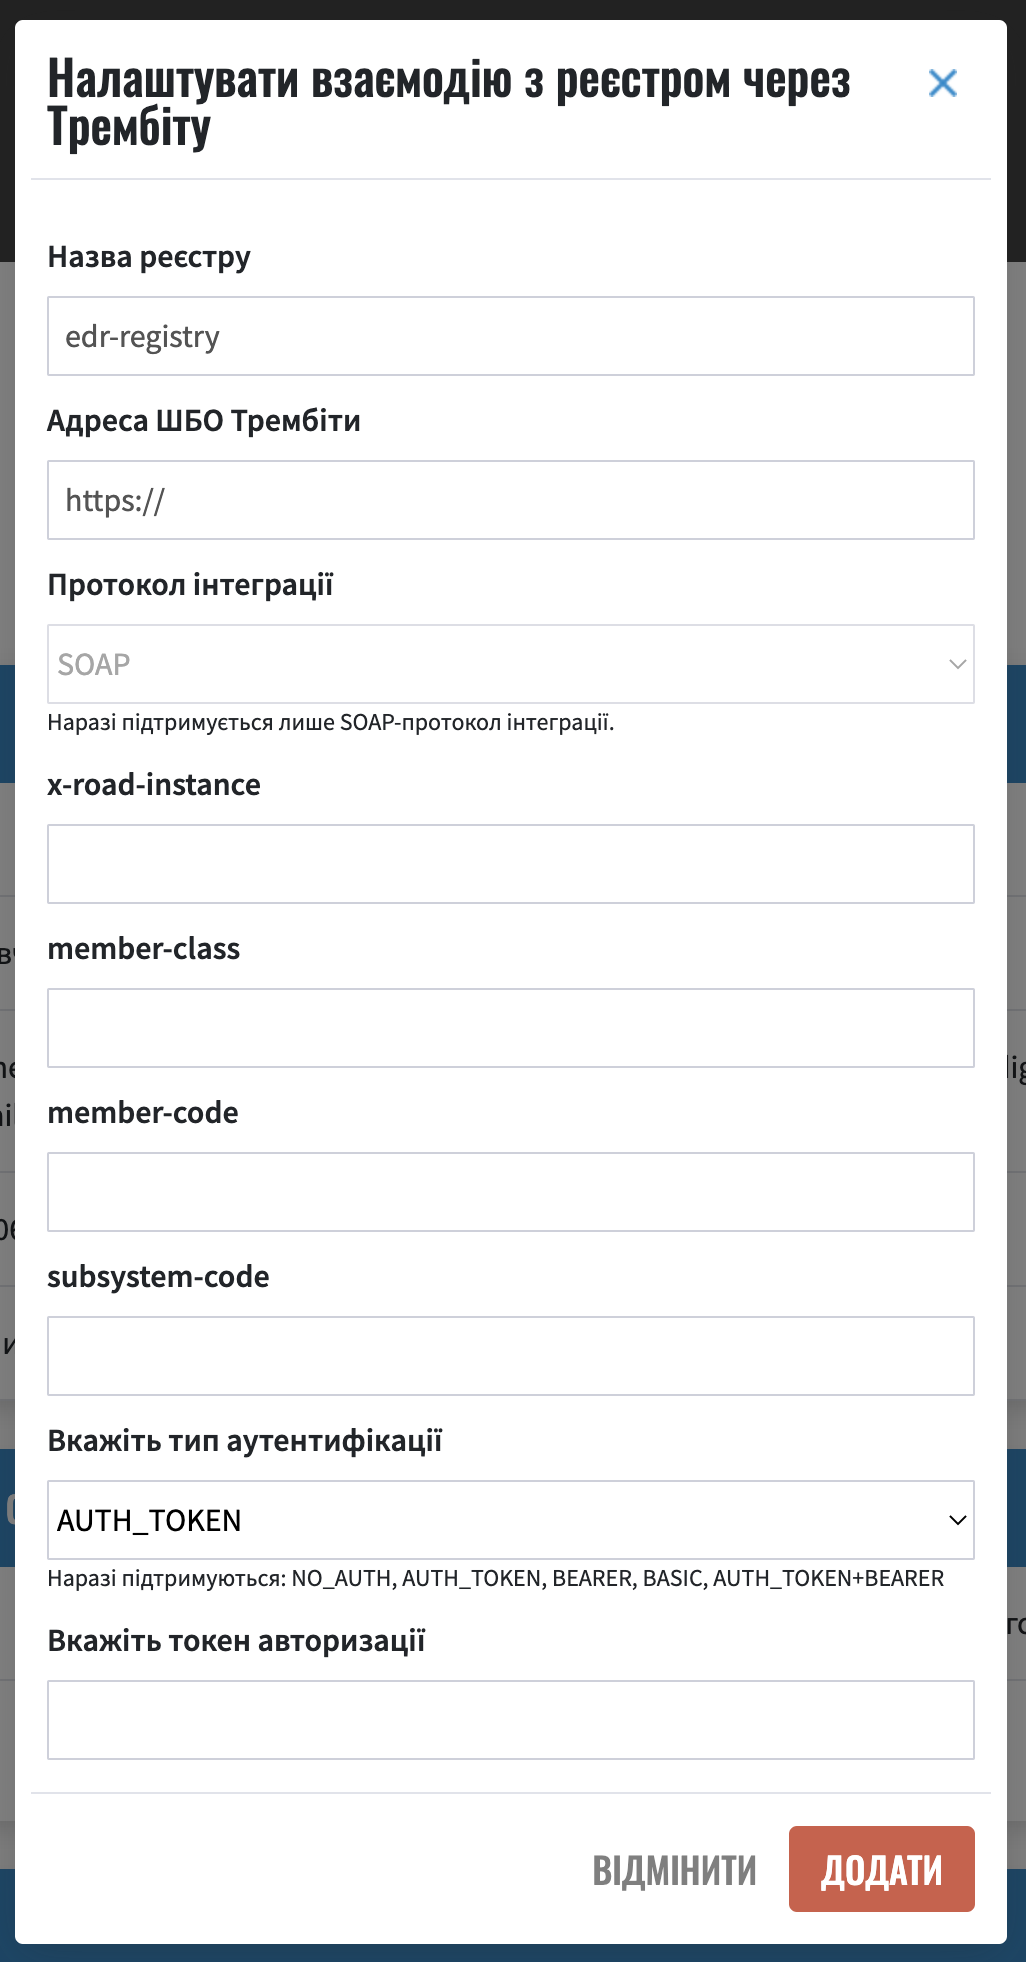 Налаштувати взаємодію з реєстром через
Трембіту
Назва реєстру
edr-registry
Адреса ШБО Трембіти
https://
Протокол інтеграції
SOAP
Наразі підтримується лише SOAP-протокол інтеграції.
x-road-instance
member-class
member-code
subsystem-code
Вкажіть тип аутентифікації
AUTH_TOKEN
Наразі підтримуються: NO_AUTH, AUTH_TOKEN, BEARER, BASIC, AUTH_TOKEN+BEARER
Вкажіть токен авторизації
ВІДМІНИТИ
ДОДАТИ